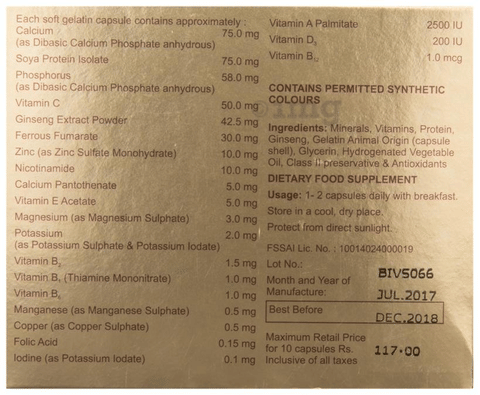 Each soft gelatin capsule contains approximately :
Calcium 75.0 mg
(as Dibasic Calcium Phosphate anhydrous)
Soya Protein Isolate 75.0 mg
Phosphorus 58.0 mg
(as Dibasic Calcium Phosphate anhydrous)
Vitamin C 50.0 mg
Ginseng Extract Powder 42.5 mg
Ferrous Fumarate 30.0 mg
Zinc (as Zinc Sulfate Monohydrate) 10.0 mg
Nicotinamide 10.0 mg
Calcium Pantothenate 5.0 mg
Vitamin E Acetate 5.0 mg
Magnesium (as Magnesium Sulphate) 3.0 mg
Potassium 2.0 mg
(as Potassium Sulphate & Potassium Iodate)
Vitamin B 1.5 mg
Vitamin B (Thiamine Mononitrate) 1.0 mg
Vitamin B 1.0 mg
Manganese (as Manganese Sulphate) 0.5 mg
Copper (as Copper Sulphate) 0.5 mg
Folic Acid 0.15 mg
Iodine (as Potassium Iodate) 0.1 mg
Vitamin A Palmitate 2500 IU
Vitamin D 200 IU
Vitamin B₁₂ 1.0 mcg
CONTAINS PERMITTED SYNTHETIC
COLOURS
Ingredients: Minerals, Vitamins, Protein,
Ginseng, Gelatin Animal Origin (capsule
shell), Glycerin, Hydrogenated Vegetable
Oil, Class II preservative & Antioxidants
DIETARY FOOD SUPPLEMENT
Usage: 1- 2 capsules daily with breakfast.
Store in a cool, dry place.
Protect from direct sunlight.
FSSAI Lic. No. : 10014024000019
Lot No.: BIV5066
Month and Year of
Manufacture: JUL.2017
Best Before DEC.2018
Maximum Retail Price
for 10 capsules Rs. 117.00
Inclusive of all taxes